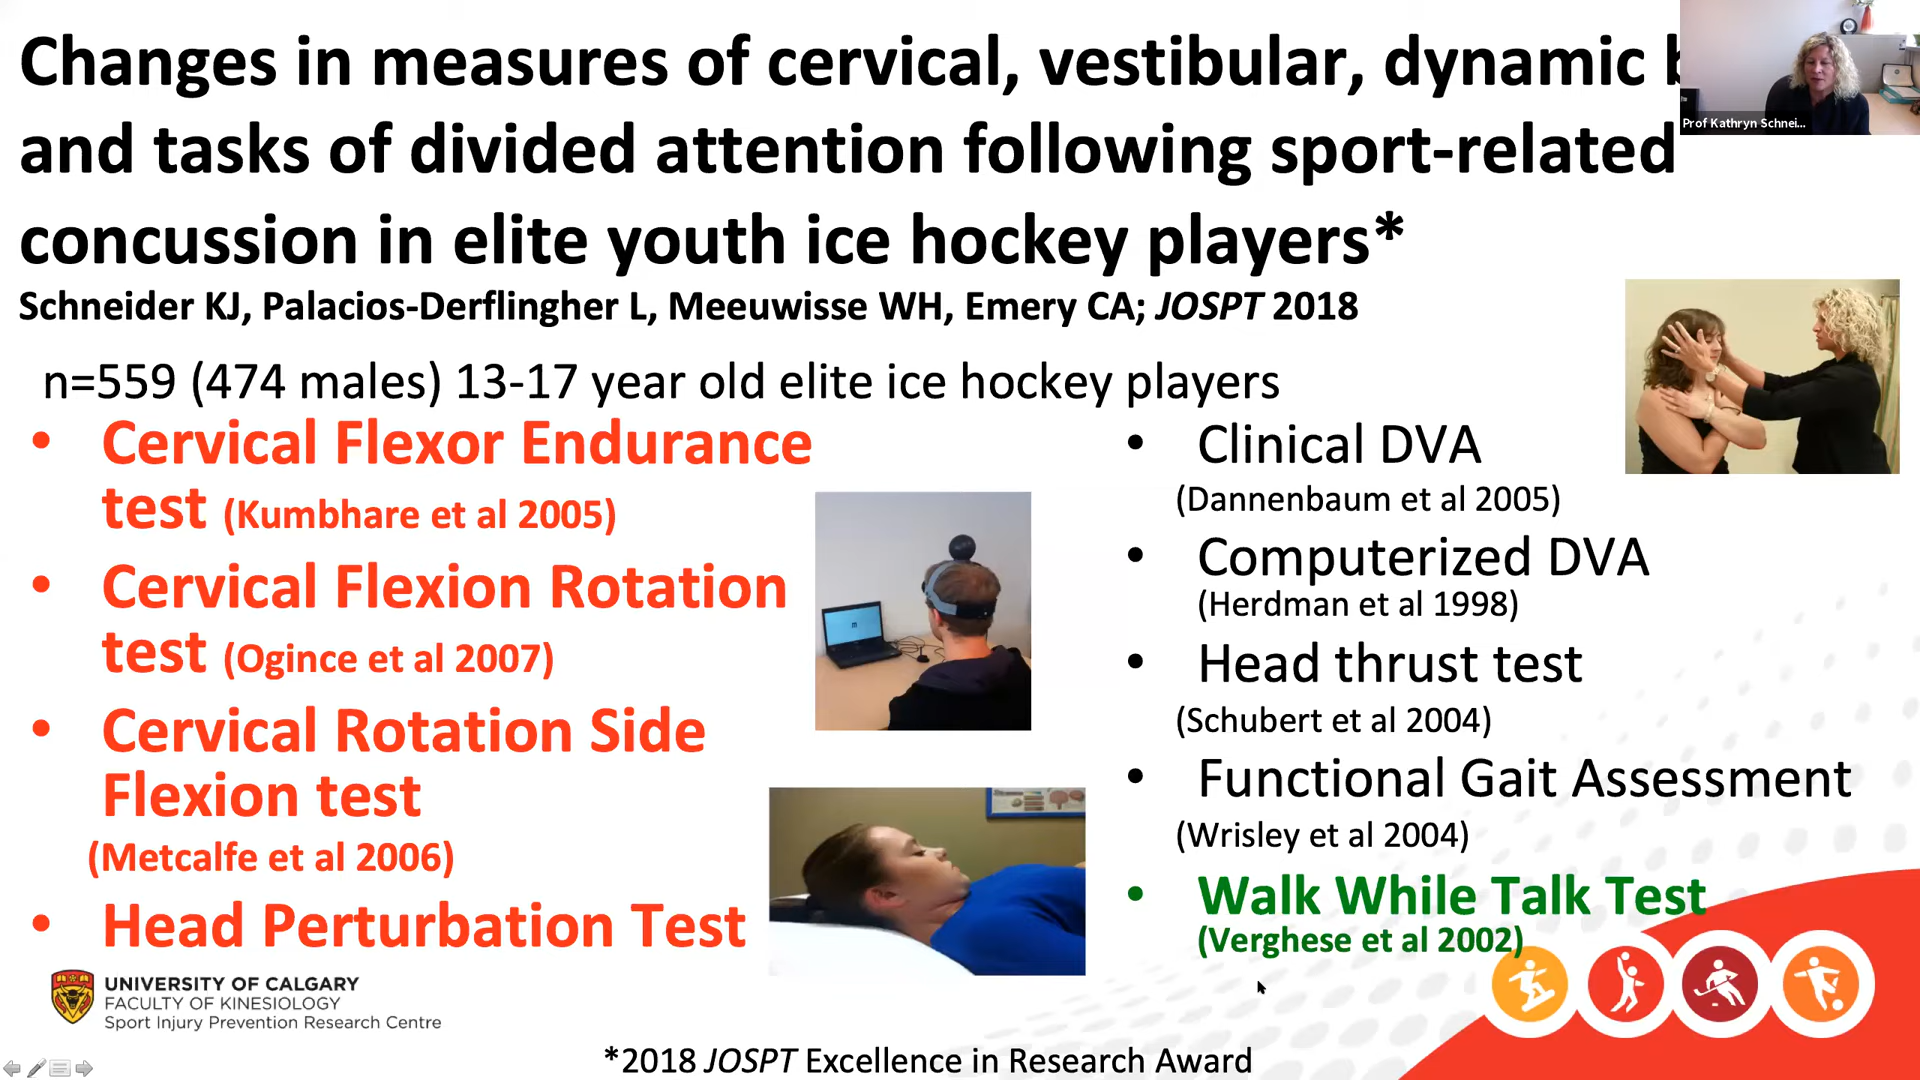 Changes in measures of cervical, vestibular, dynamic
and tasks of divided attention following sport-related
concussion in elite youth ice hockey players*
Schneider KJ, Palacios-Derflingher L, Meeuwisse WH, Emery CA; JOSPT 2018
Prof Kathryn Schnei...
n=559 (474 males) 13-17 year old elite ice hockey players
• Cervical Flexor Endurance
test (Kumbhare et al 2005)
• Cervical Flexion Rotation
test (Ogince et al 2007)
• Cervical Rotation Side
Flexion test
(Metcalfe et al 2006)
• Head Perturbation Test
• Clinical DVA
(Dannenbaum et al 2005)
• Computerized DVA
(Herdman et al 1998)
• Head thrust test
(Schubert et al 2004)
• Functional Gait Assessment
(Wrisley et al 2004)
• Walk While Talk Test
(Verghese et al 2002)
UNIVERSITY OF CALGARY
FACULTY OF KINESIOLOGY
Sport Injury Prevention Research Centre
*2018 JOSPT Excellence in Research Award